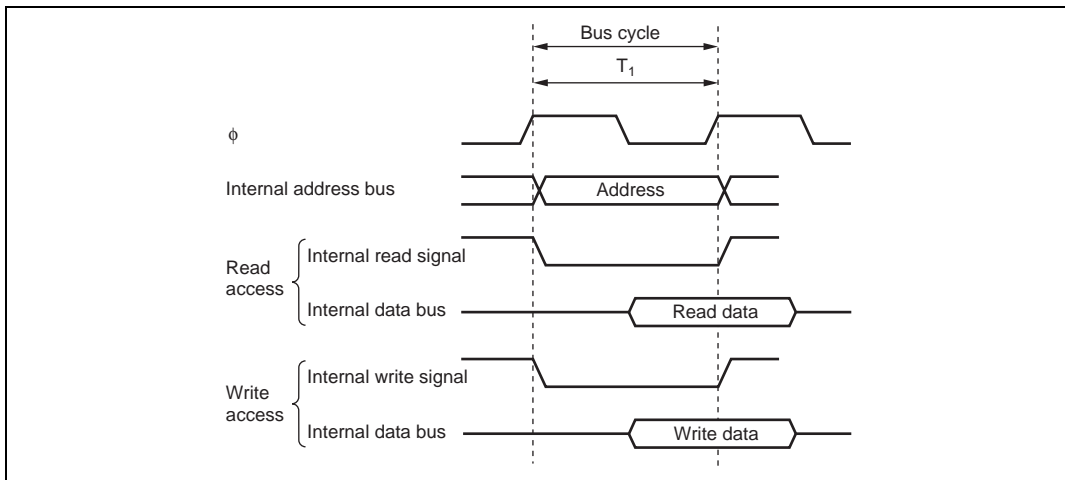 Bus cycle
T₁
ϕ
Internal address bus
Address
Read access
Internal read signal
Internal data bus
Read data
Write access
Internal write signal
Internal data bus
Write data